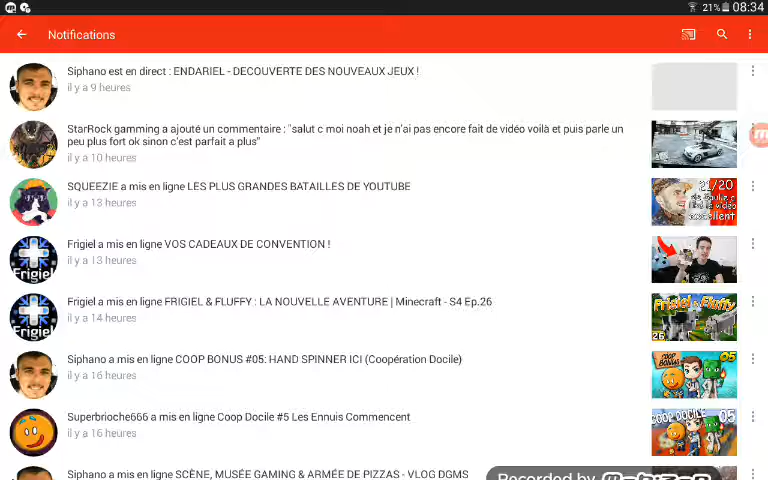 21% 08:34
Notifications
Siphano est en direct : ENDARIEL - DECOUVERTE DES NOUVEAUX JEUX !
il y a 9 heures
StarRock gamming a ajouté un commentaire : "salut c moi noah et je n'ai pas encore fait de vidéo voilà et puis parle un
peu plus fort ok sinon c'est parfait a plus"
il y a 10 heures
SQUEEZIE a mis en ligne LES PLUS GRANDES BATAILLES DE YOUTUBE
il y a 13 heures
21/20
excellent
Frigiel a mis en ligne VOS CADEAUX DE CONVENTION !
il y a 13 heures
Frigiel
Frigiel a mis en ligne FRIGIEL & FLUFFY : LA NOUVELLE AVENTURE | Minecraft - S4 Ep.26
il y a 14 heures
Frigiel
Frigiel et Fluffy
26
Siphano a mis en ligne COOP BONUS #05: HAND SPINNER ICI (Coopération Docile)
il y a 16 heures
COOP
BONUS
05
Superbrioche666 a mis en ligne Coop Docile #5 Les Ennuis Commencent
il y a 16 heures
COOP DOCILE 05
Siphano a mis en ligne SCÈNE, MUSÉE GAMING & ARMÉE DE PIZZAS - VLOG DGMS
Recorded by